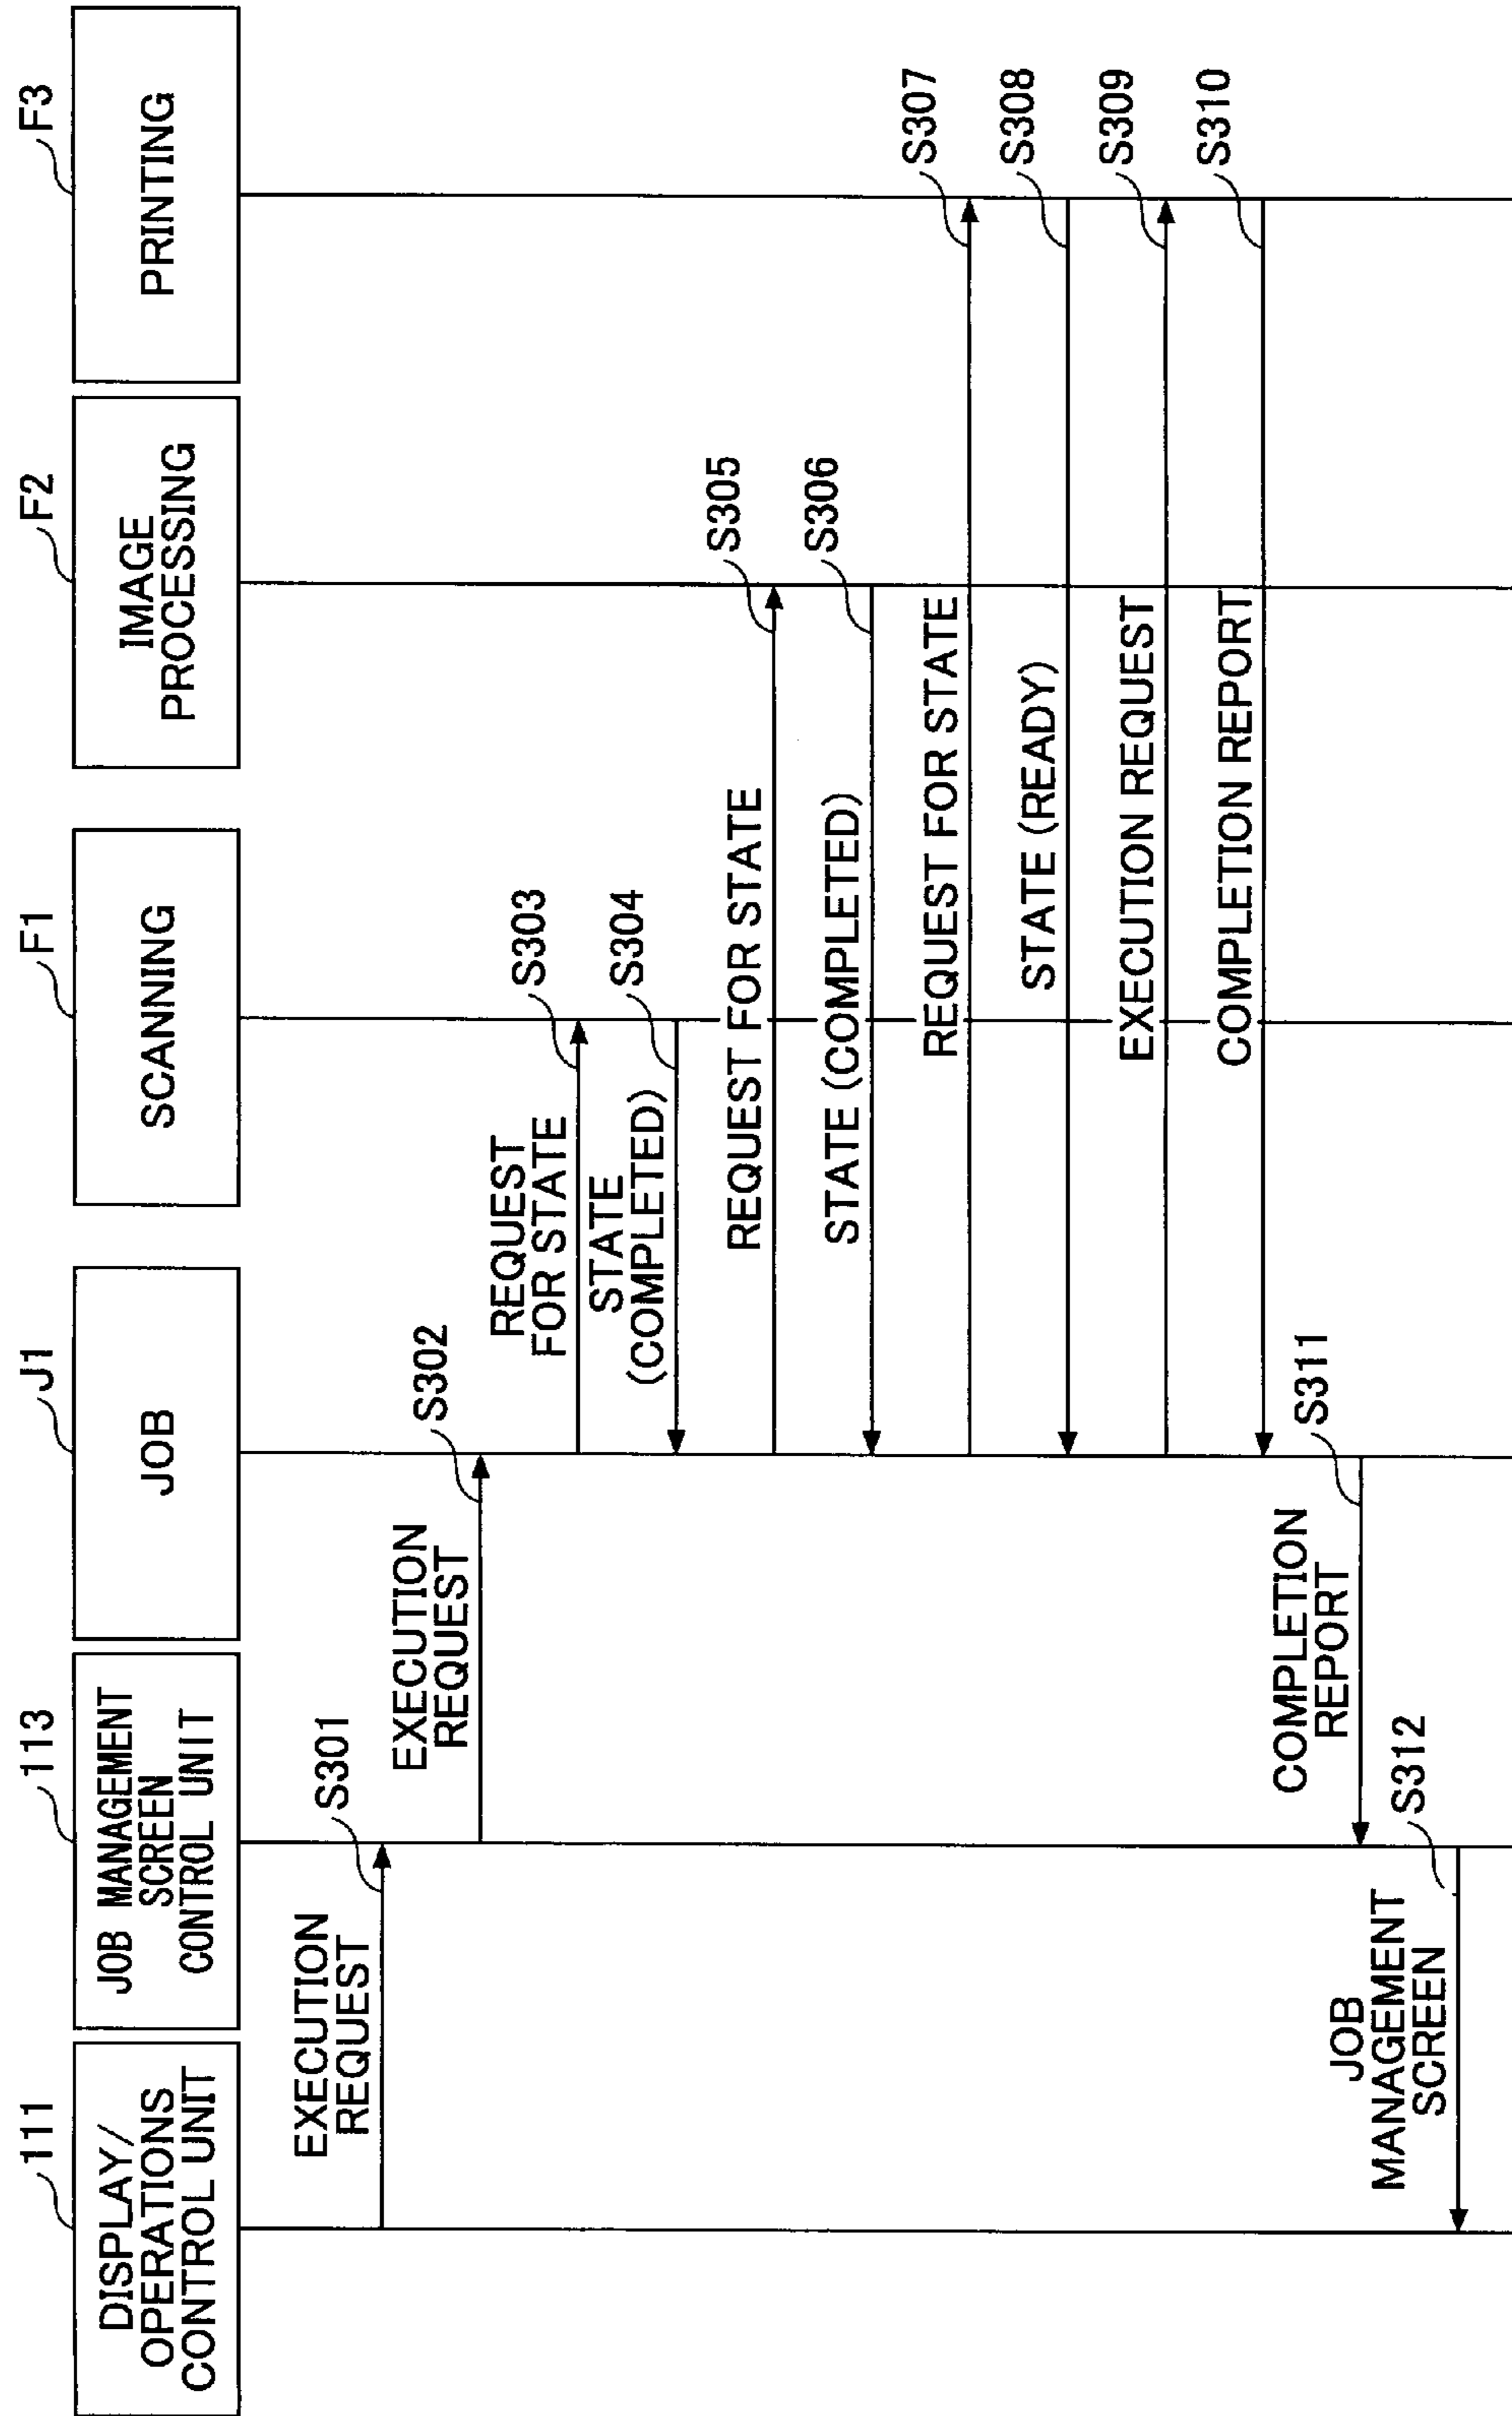 111
DISPLAY/
OPERATIONS
CONTROL UNIT
113
JOB MANAGEMENT
SCREEN
CONTROL UNIT
J1
JOB
F1
SCANNING
F2
IMAGE
PROCESSING
F3
PRINTING
EXECUTION
REQUEST
S301
EXECUTION
REQUEST
S302
REQUEST
FOR STATE
S303
STATE
(COMPLETED)
S304
REQUEST FOR STATE
S305
STATE (COMPLETED)
S306
REQUEST FOR STATE
S307
STATE (READY)
S308
EXECUTION REQUEST
S309
COMPLETION REPORT
S310
COMPLETION
REPORT
S311
JOB
MANAGEMENT
SCREEN
S312